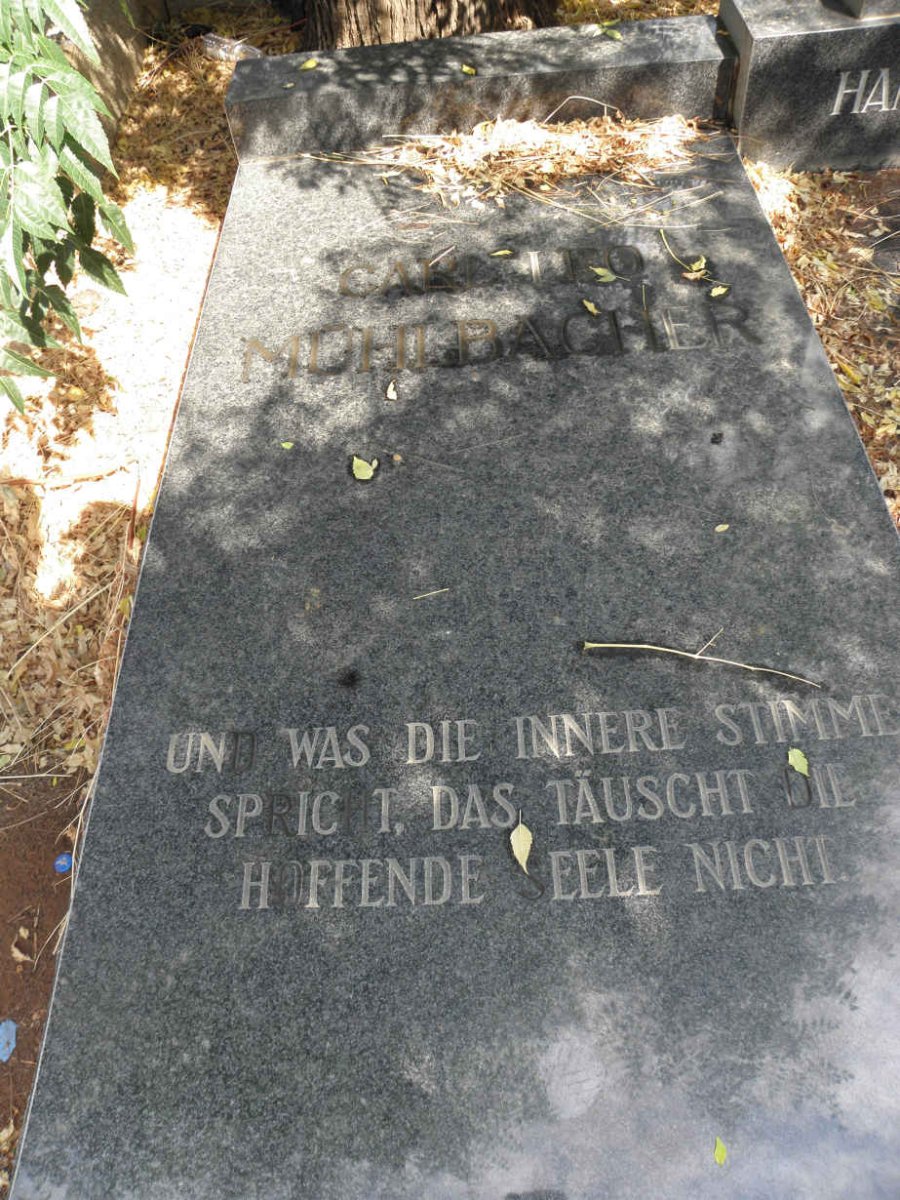 CARL LEO
MÜHLBACHER
UND WAS DIE INNERE STIMME
SPRICHT, DAS TÄUSCHT DIE
HOFFENDE SEELE NICHT.